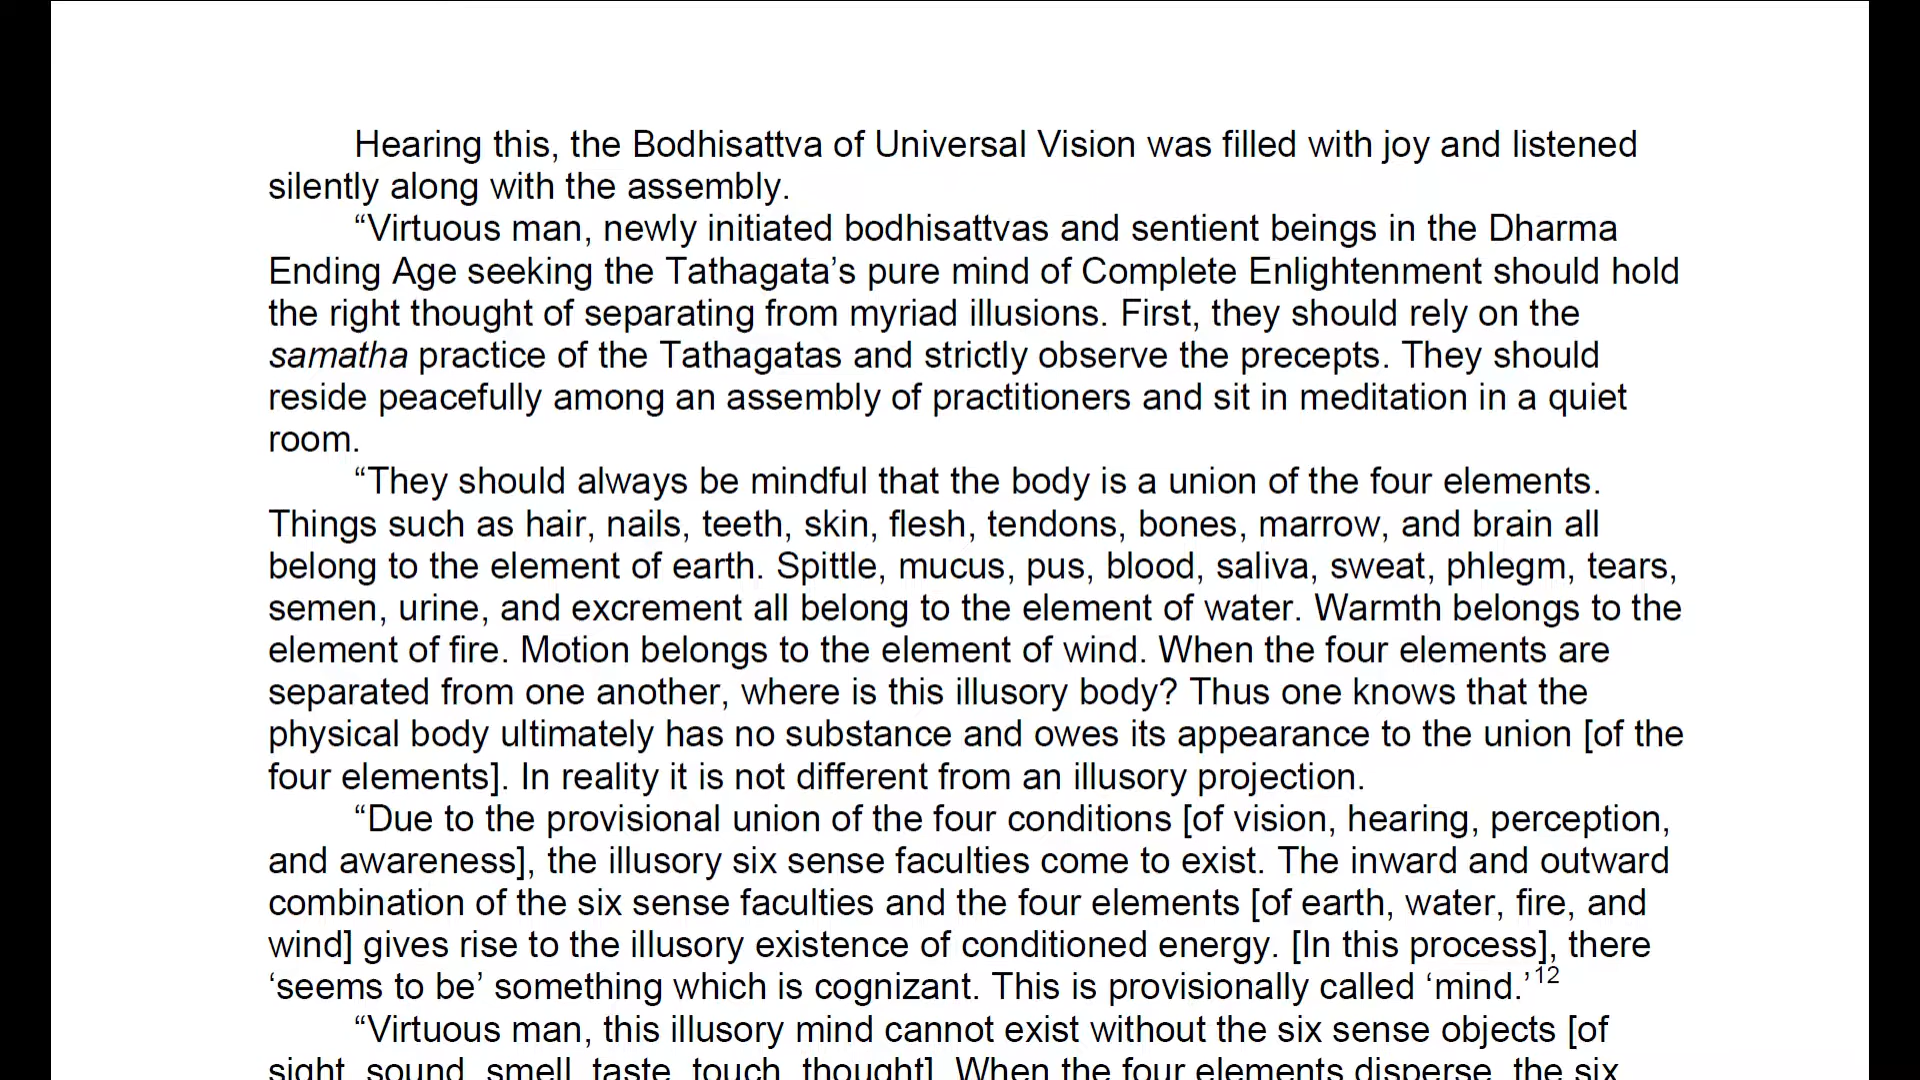 Hearing this, the Bodhisattva of Universal Vision was filled with joy and listened
silently along with the assembly.
“Virtuous man, newly initiated bodhisattvas and sentient beings in the Dharma
Ending Age seeking the Tathagata’s pure mind of Complete Enlightenment should hold
the right thought of separating from myriad illusions. First, they should rely on the
samatha practice of the Tathagatas and strictly observe the precepts. They should
reside peacefully among an assembly of practitioners and sit in meditation in a quiet
room.
“They should always be mindful that the body is a union of the four elements.
Things such as hair, nails, teeth, skin, flesh, tendons, bones, marrow, and brain all
belong to the element of earth. Spittle, mucus, pus, blood, saliva, sweat, phlegm, tears,
semen, urine, and excrement all belong to the element of water. Warmth belongs to the
element of fire. Motion belongs to the element of wind. When the four elements are
separated from one another, where is this illusory body? Thus one knows that the
physical body ultimately has no substance and owes its appearance to the union [of the
four elements]. In reality it is not different from an illusory projection.
“Due to the provisional union of the four conditions [of vision, hearing, perception,
and awareness], the illusory six sense faculties come to exist. The inward and outward
combination of the six sense faculties and the four elements [of earth, water, fire, and
wind] gives rise to the illusory existence of conditioned energy. [In this process], there
‘seems to be’ something which is cognizant. This is provisionally called ‘mind.’12
“Virtuous man, this illusory mind cannot exist without the six sense objects [of
sight, sound, smell, taste, touch, thought]. When the four elements disperse, the six